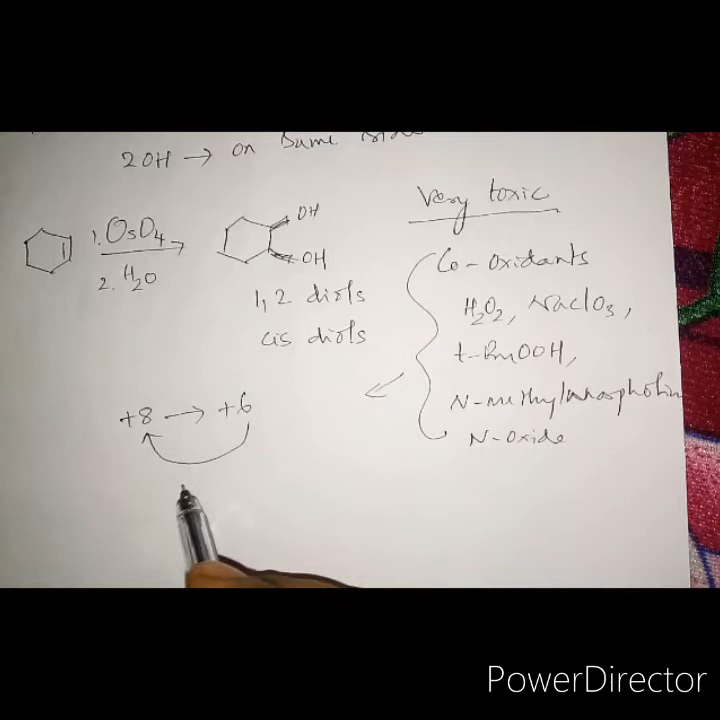 2OH → on same
1. OsO4
2. H2O
OH
OH
1, 2 diols
cis diols
+8 → +6
Very toxic
Co-oxidants
H2O2, NaClO3,
t-BuOOH,
N-methylmorpholin
N-oxide
PowerDirector